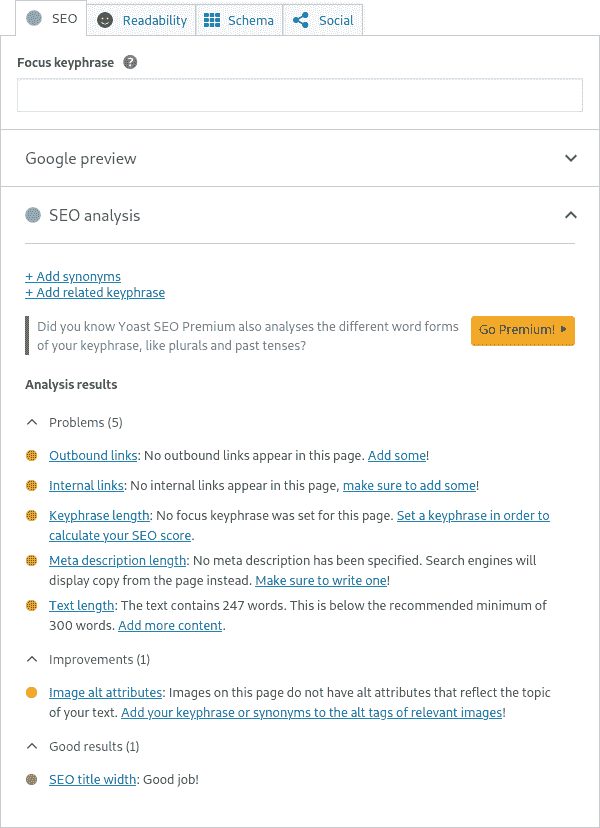 SEO
Readability
Schema
Social
Focus keyphrase ?
Google preview
SEO analysis
+ Add synonyms
+ Add related keyphrase
Did you know Yoast SEO Premium also analyses the different word forms
of your keyphrase, like plurals and past tenses?
Go Premium!
Analysis results
Problems (5)
Outbound links: No outbound links appear in this page. Add some!
Internal links: No internal links appear in this page, make sure to add some!
Keyphrase length: No focus keyphrase was set for this page. Set a keyphrase in order to
calculate your SEO score.
Meta description length: No meta description has been specified. Search engines will
display copy from the page instead. Make sure to write one!
Text length: The text contains 247 words. This is below the recommended minimum of
300 words. Add more content.
Improvements (1)
Image alt attributes: Images on this page do not have alt attributes that reflect the topic
of your text. Add your keyphrase or synonyms to the alt tags of relevant images!
Good results (1)
SEO title width: Good job!